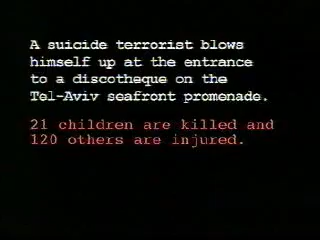 A suicide terrorist blows
himself up at the entrance
to a discotheque on the
Tel-Aviv seafront promenade.
21 children are killed and
120 others are injured.